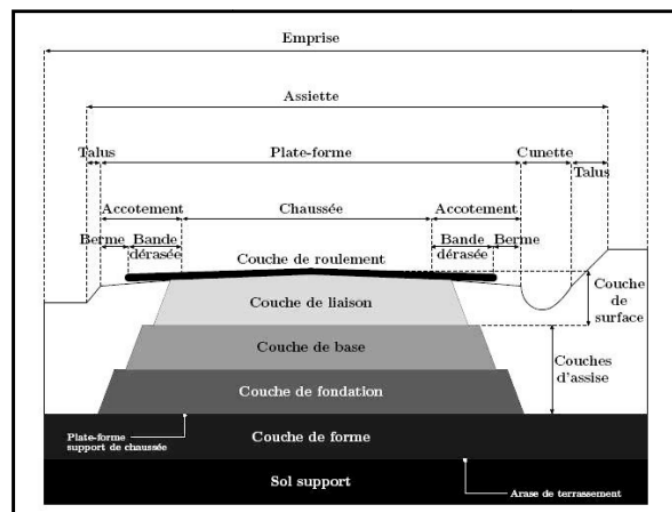 Emprise
Assiette
Talus
Plate-forme
Cunette
Talus
Accotement
Chaussée
Accotement
Berme
Bande
dérasée
Bande
dérasée
Berme
Couche de roulement
Couche de liaison
Couche
de
surface
Couche de base
Couches
d'assise
Couche de fondation
Plate-forme
support de chaussée
Couche de forme
Sol support
Arase de terrassement